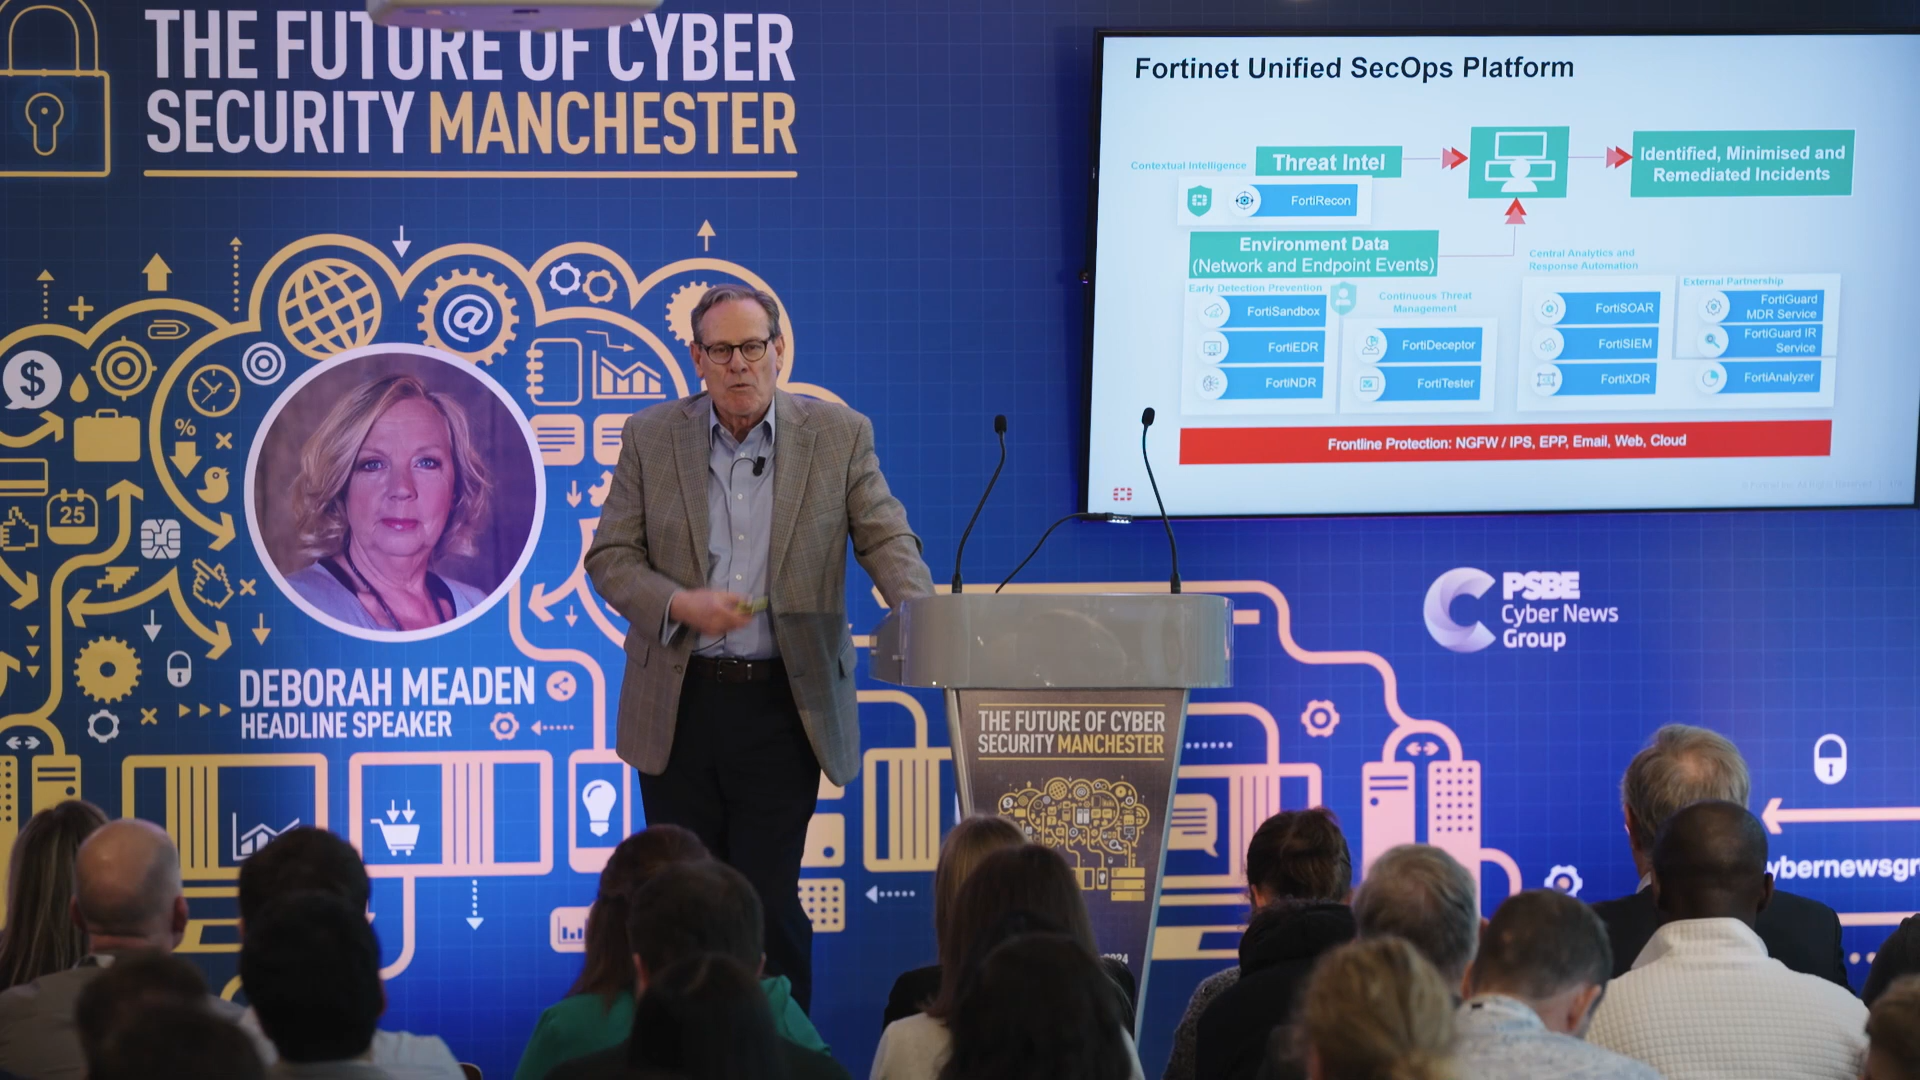 THE FUTURE OF CYBER
SECURITY MANCHESTER
$
@
%
25
DEBORAH MEADEN
HEADLINE SPEAKER
Fortinet Unified SecOps Platform
Contextual Intelligence
Threat Intel
Identified, Minimised and
Remediated Incidents
FortiRecon
Environment Data
(Network and Endpoint Events)
Early Detection Prevention
FortiSandbox
FortiEDR
FortiNDR
Continuous Threat
Management
FortiDeceptor
FortiTester
Central Analytics and
Response Automation
FortiSOAR
FortiSIEM
FortiXDR
External Partnership
FortiGuard
MDR Service
FortiGuard IR
Service
FortiAnalyzer
Frontline Protection: NGFW / IPS, EPP, Email, Web, Cloud
PSBE
Cyber News
Group
THE FUTURE OF CYBER
SECURITY MANCHESTER
2024
ybernewsgr